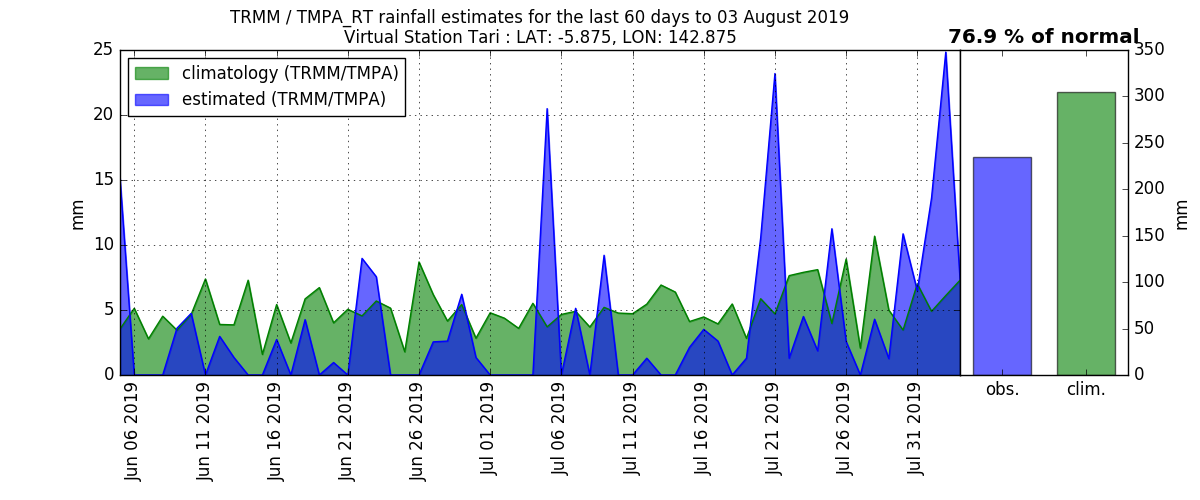 TRMM / TMPA_RT rainfall estimates for the last 60 days to 03 August 2019
Virtual Station Tari : LAT: -5.875, LON: 142.875
76.9 % of normal
climatology (TRMM/TMPA)
estimated (TRMM/TMPA)
mm
25
20
15
10
5
0
Jun 06 2019
Jun 11 2019
Jun 16 2019
Jun 21 2019
Jun 26 2019
Jul 01 2019
Jul 06 2019
Jul 11 2019
Jul 16 2019
Jul 21 2019
Jul 26 2019
Jul 31 2019
350
300
250
200
150
100
50
0
mm
obs.
clim.